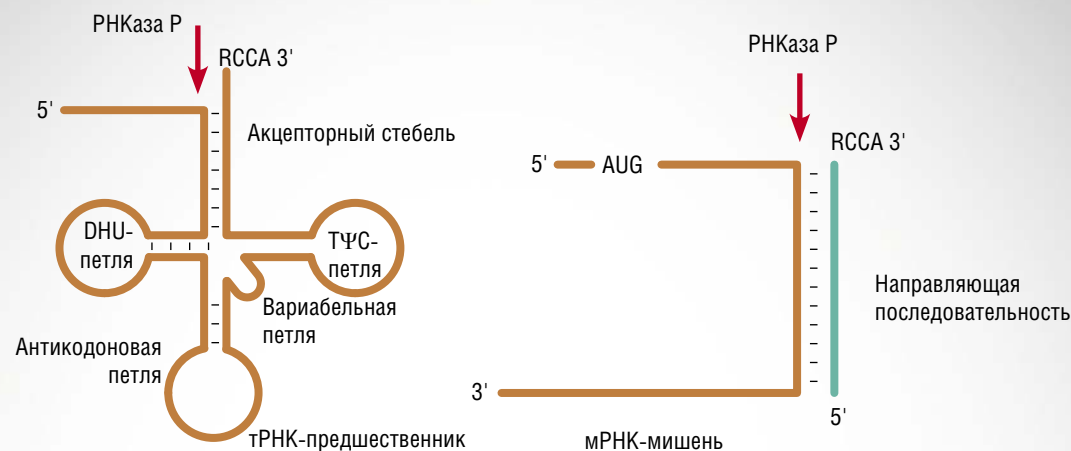 РНКаза P
RCCA 3'
5'
Акцепторный стебель
DHU-
петля
TΨC-
петля
Вариабельная
петля
Антикодоновая
петля
тРНК-предшественник
РНКаза P
RCCA 3'
5'
AUG
Направляющая
последовательность
3'
5'
мРНК-мишень